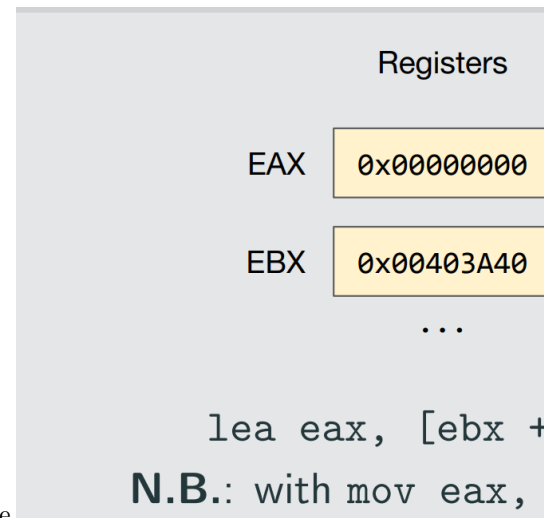 Registers
EAX 0x00000000
EBX 0x00403A40
...
lea eax, [ebx +
N.B.: with mov eax,
e